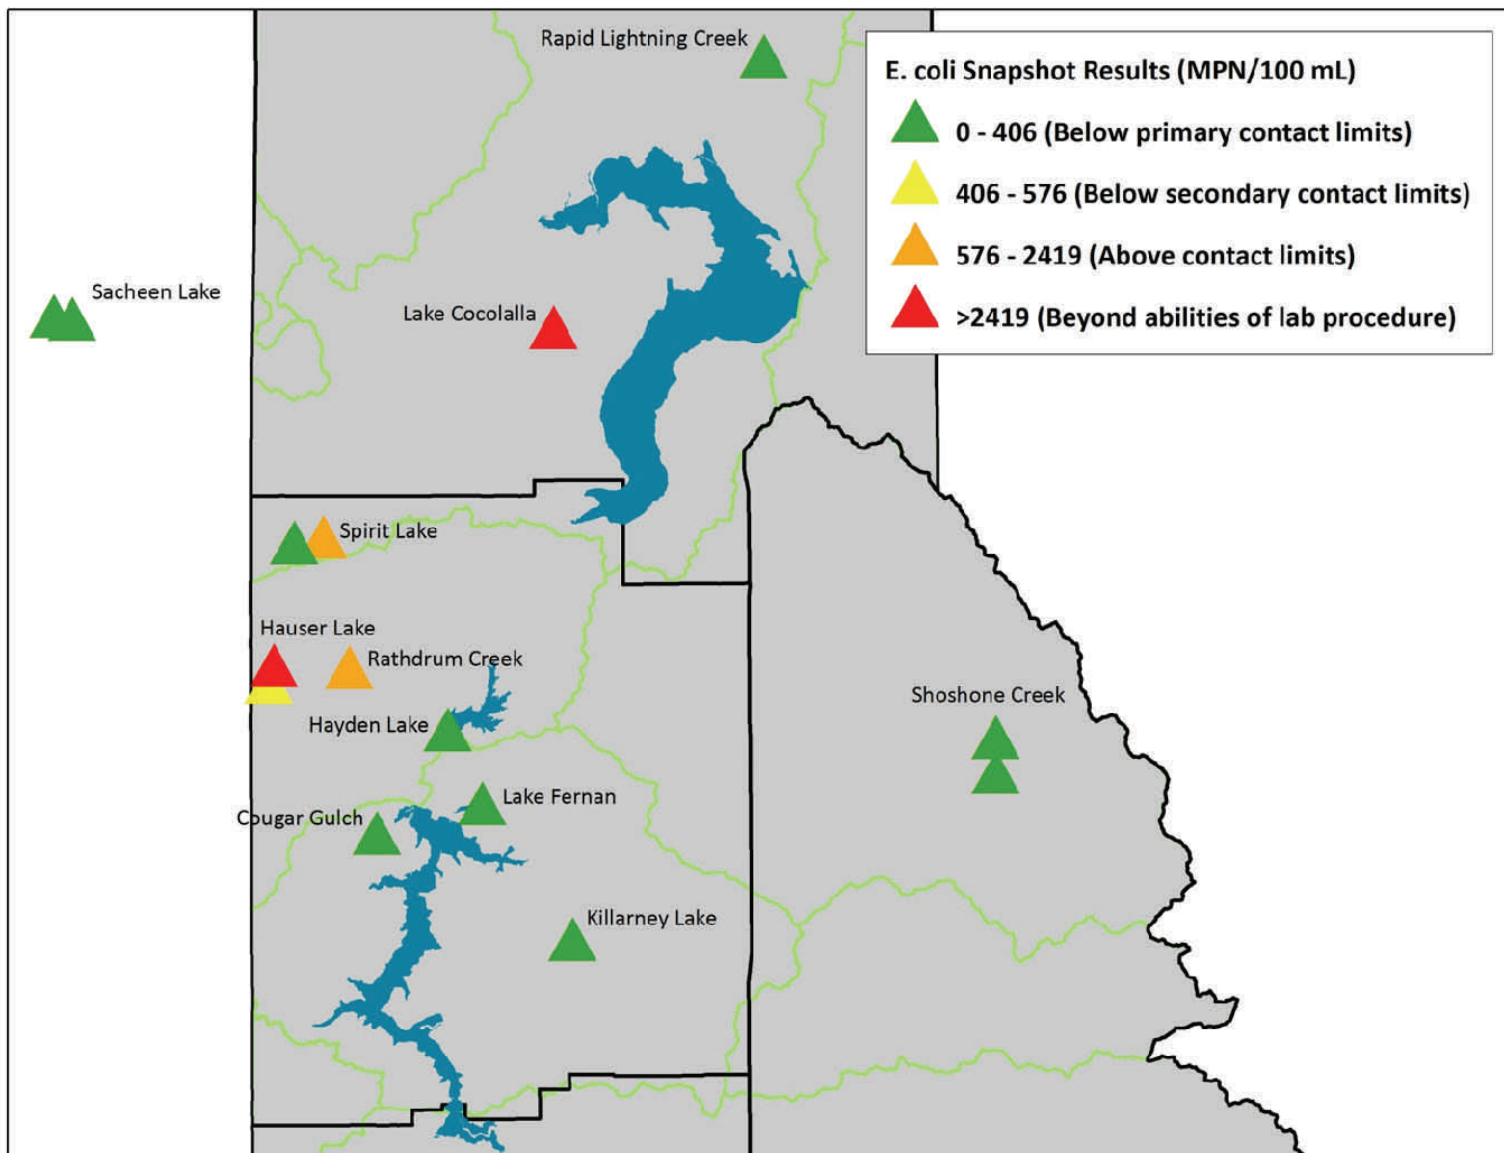 Rapid Lightning Creek
E. coli Snapshot Results (MPN/100 mL)
0 - 406 (Below primary contact limits)
406 - 576 (Below secondary contact limits)
576 - 2419 (Above contact limits)
>2419 (Beyond abilities of lab procedure)
Sacheen Lake
Lake Cocolalla
Spirit Lake
Hauser Lake
Rathdrum Creek
Shoshone Creek
Hayden Lake
Lake Fernan
Cougar Gulch
Killarney Lake